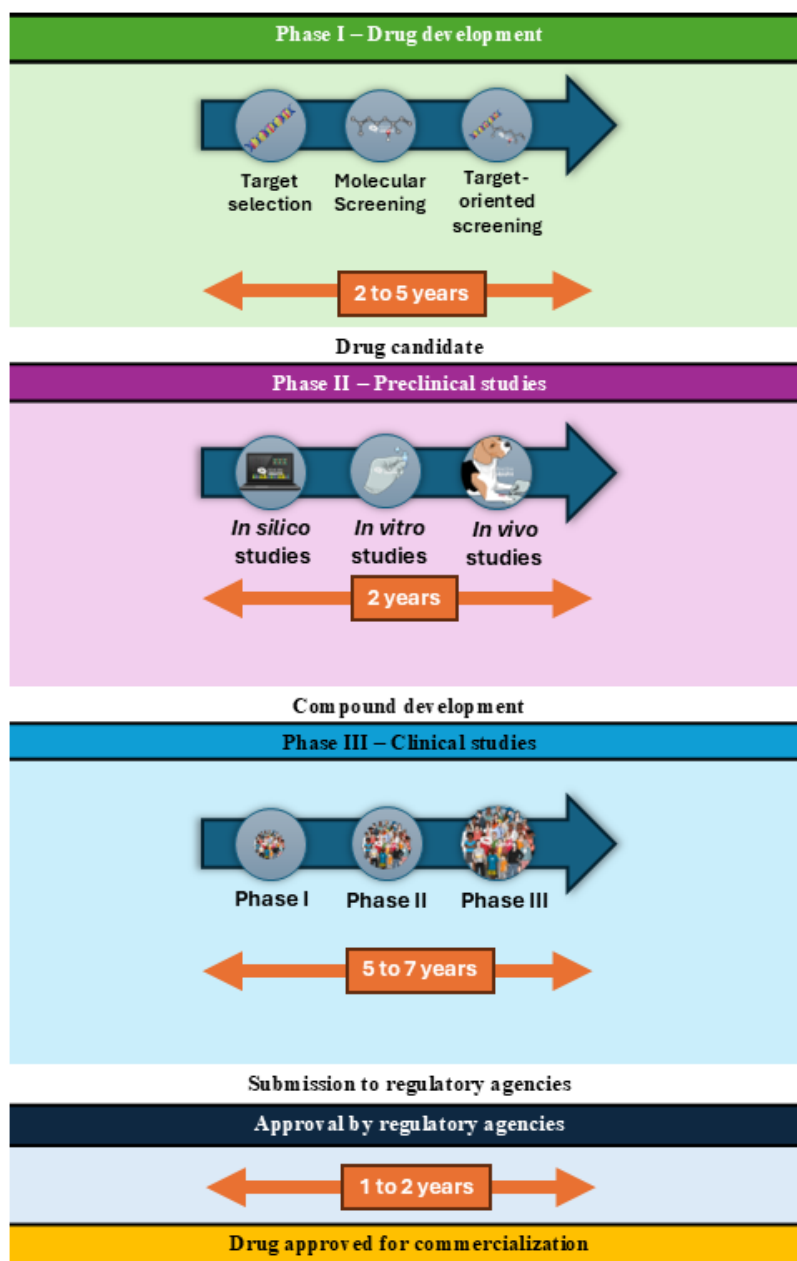 Phase I – Drug development
Target
selection
Molecular
Screening
Target-
oriented
screening
2 to 5 years
Drug candidate
Phase II – Preclinical studies
In silico
studies
In vitro
studies
In vivo
studies
2 years
Compound development
Phase III – Clinical studies
Phase I
Phase II
Phase III
5 to 7 years
Submission to regulatory agencies
Approval by regulatory agencies
1 to 2 years
Drug approved for commercialization